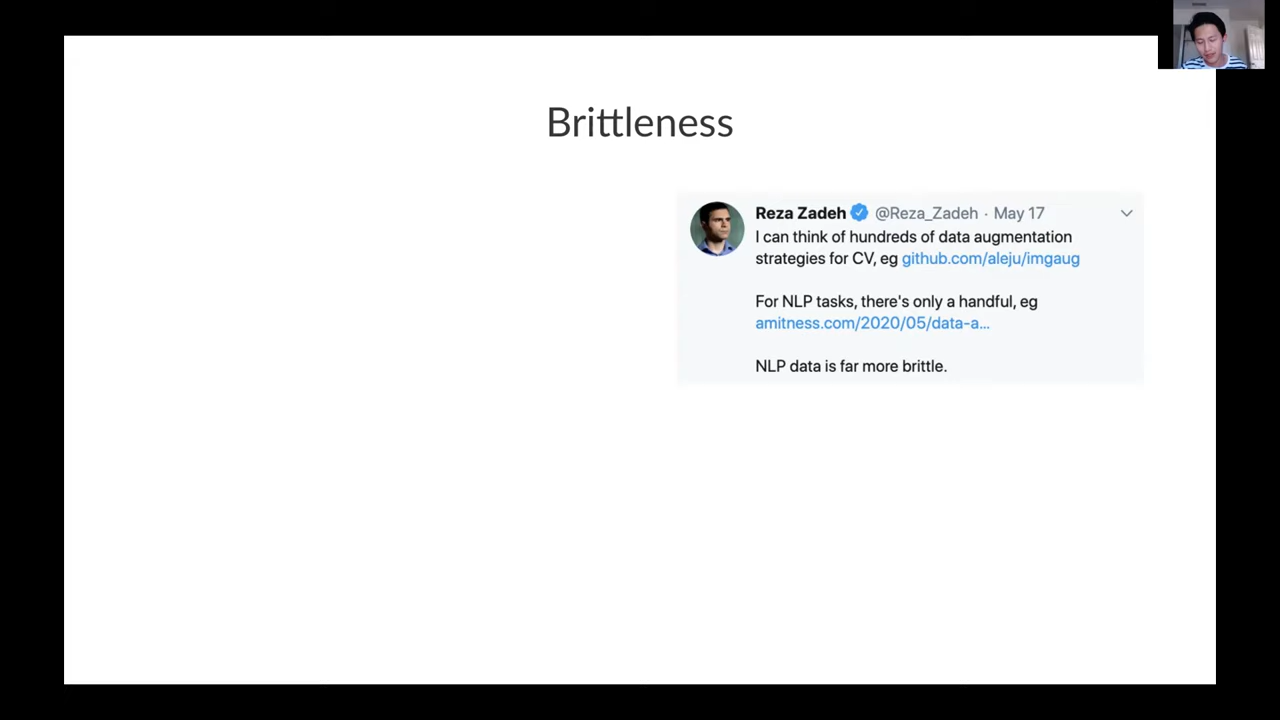 Brittleness
Reza Zadeh @Reza_Zadeh · May 17
I can think of hundreds of data augmentation
strategies for CV, eg github.com/aleju/imgaug
For NLP tasks, there's only a handful, eg
amitness.com/2020/05/data-a...
NLP data is far more brittle.